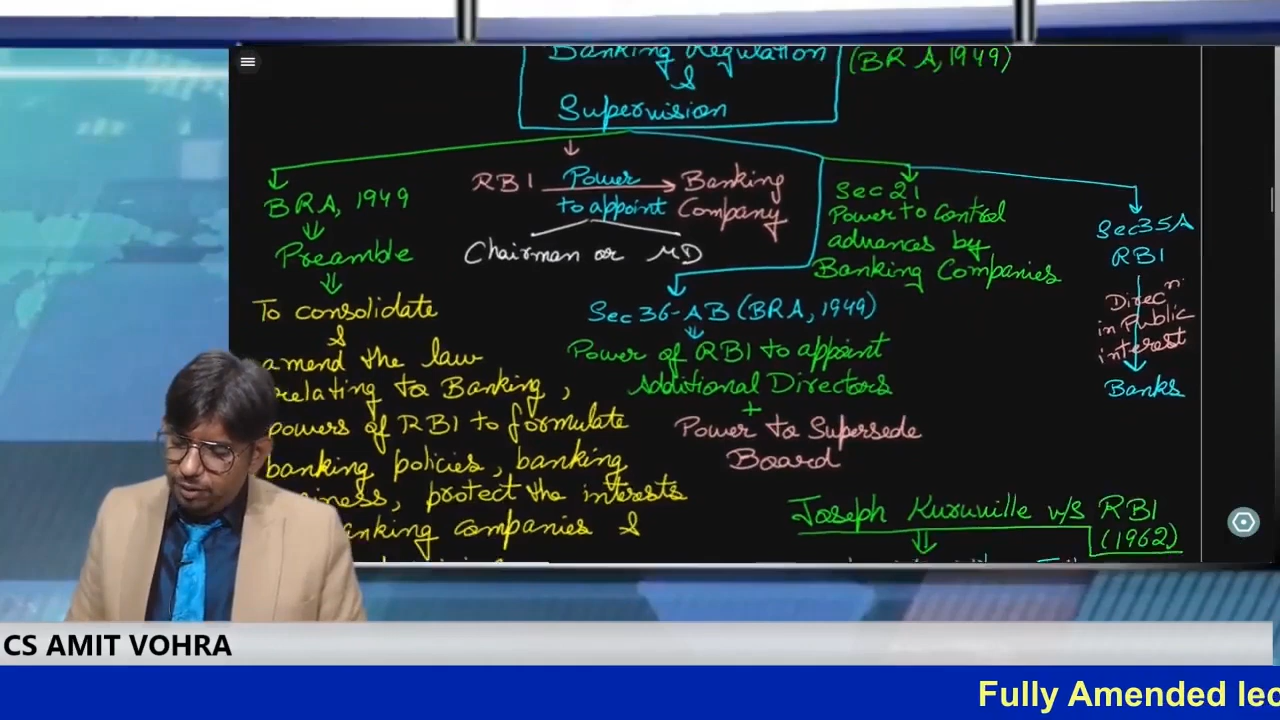 Banking Regulation
&
Supervision
(BRA, 1949)
BRA, 1949
Preamble
To consolidate
&
amend the law
relating to Banking,
powers of RBI to formulate
banking policies, banking
iness, protect the interests
anking companies &
RBI Power Banking
to appoint Company
Chairman or MD
Sec 36-AB (BRA, 1949)
Power of RBI to appoint
Additional Directors
+
Power to Supersede
Board
Sec 21
Power to Control
advances by
Banking Companies
Sec 35A
RBI
Direcⁿ
in Public
interest
Banks
Joseph Kuruville v/s RBI
(1962)
CS AMIT VOHRA
Fully Amended lec